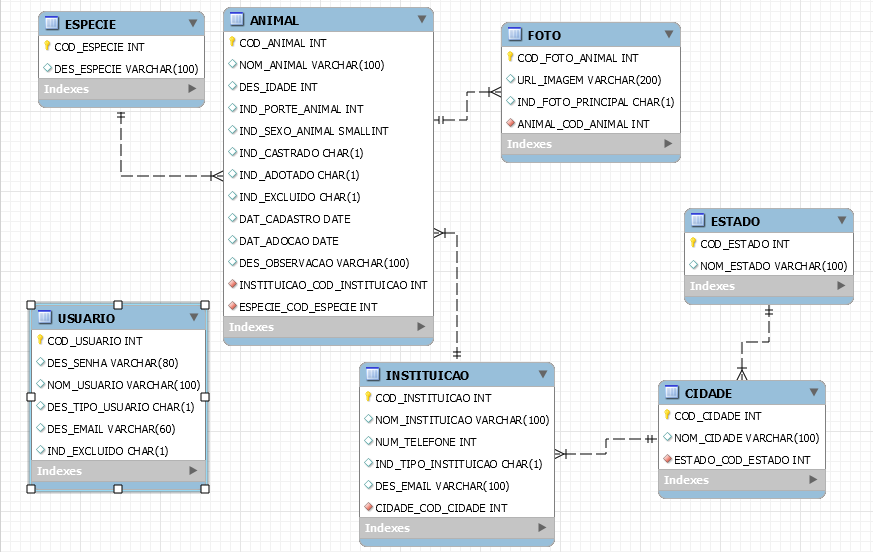 ESPECIE
COD_ESPECIE INT
DES_ESPECIE VARCHAR(100)
Indexes
ANIMAL
COD_ANIMAL INT
NOM_ANIMAL VARCHAR(100)
DES_IDADE INT
IND_PORTE_ANIMAL INT
IND_SEXO_ANIMAL SMALLINT
IND_CASTRADO CHAR(1)
IND_ADOTADO CHAR(1)
IND_EXCLUIDO CHAR(1)
DAT_CADASTRO DATE
DAT_ADOCAO DATE
DES_OBSERVACAO VARCHAR(100)
INSTITUICAO_COD_INSTITUICAO INT
ESPECIE_COD_ESPECIE INT
Indexes
FOTO
COD_FOTO_ANIMAL INT
URL_IMAGEM VARCHAR(200)
IND_FOTO_PRINCIPAL CHAR(1)
ANIMAL_COD_ANIMAL INT
Indexes
ESTADO
COD_ESTADO INT
NOM_ESTADO VARCHAR(100)
Indexes
USUARIO
COD_USUARIO INT
DES_SENHA VARCHAR(80)
NOM_USUARIO VARCHAR(100)
DES_TIPO_USUARIO CHAR(1)
DES_EMAIL VARCHAR(60)
IND_EXCLUIDO CHAR(1)
Indexes
INSTITUICAO
COD_INSTITUICAO INT
NOM_INSTITUICAO VARCHAR(100)
NUM_TELEFONE INT
IND_TIPO_INSTITUICAO CHAR(1)
DES_EMAIL VARCHAR(100)
CIDADE_COD_CIDADE INT
Indexes
CIDADE
COD_CIDADE INT
NOM_CIDADE VARCHAR(100)
ESTADO_COD_ESTADO INT
Indexes